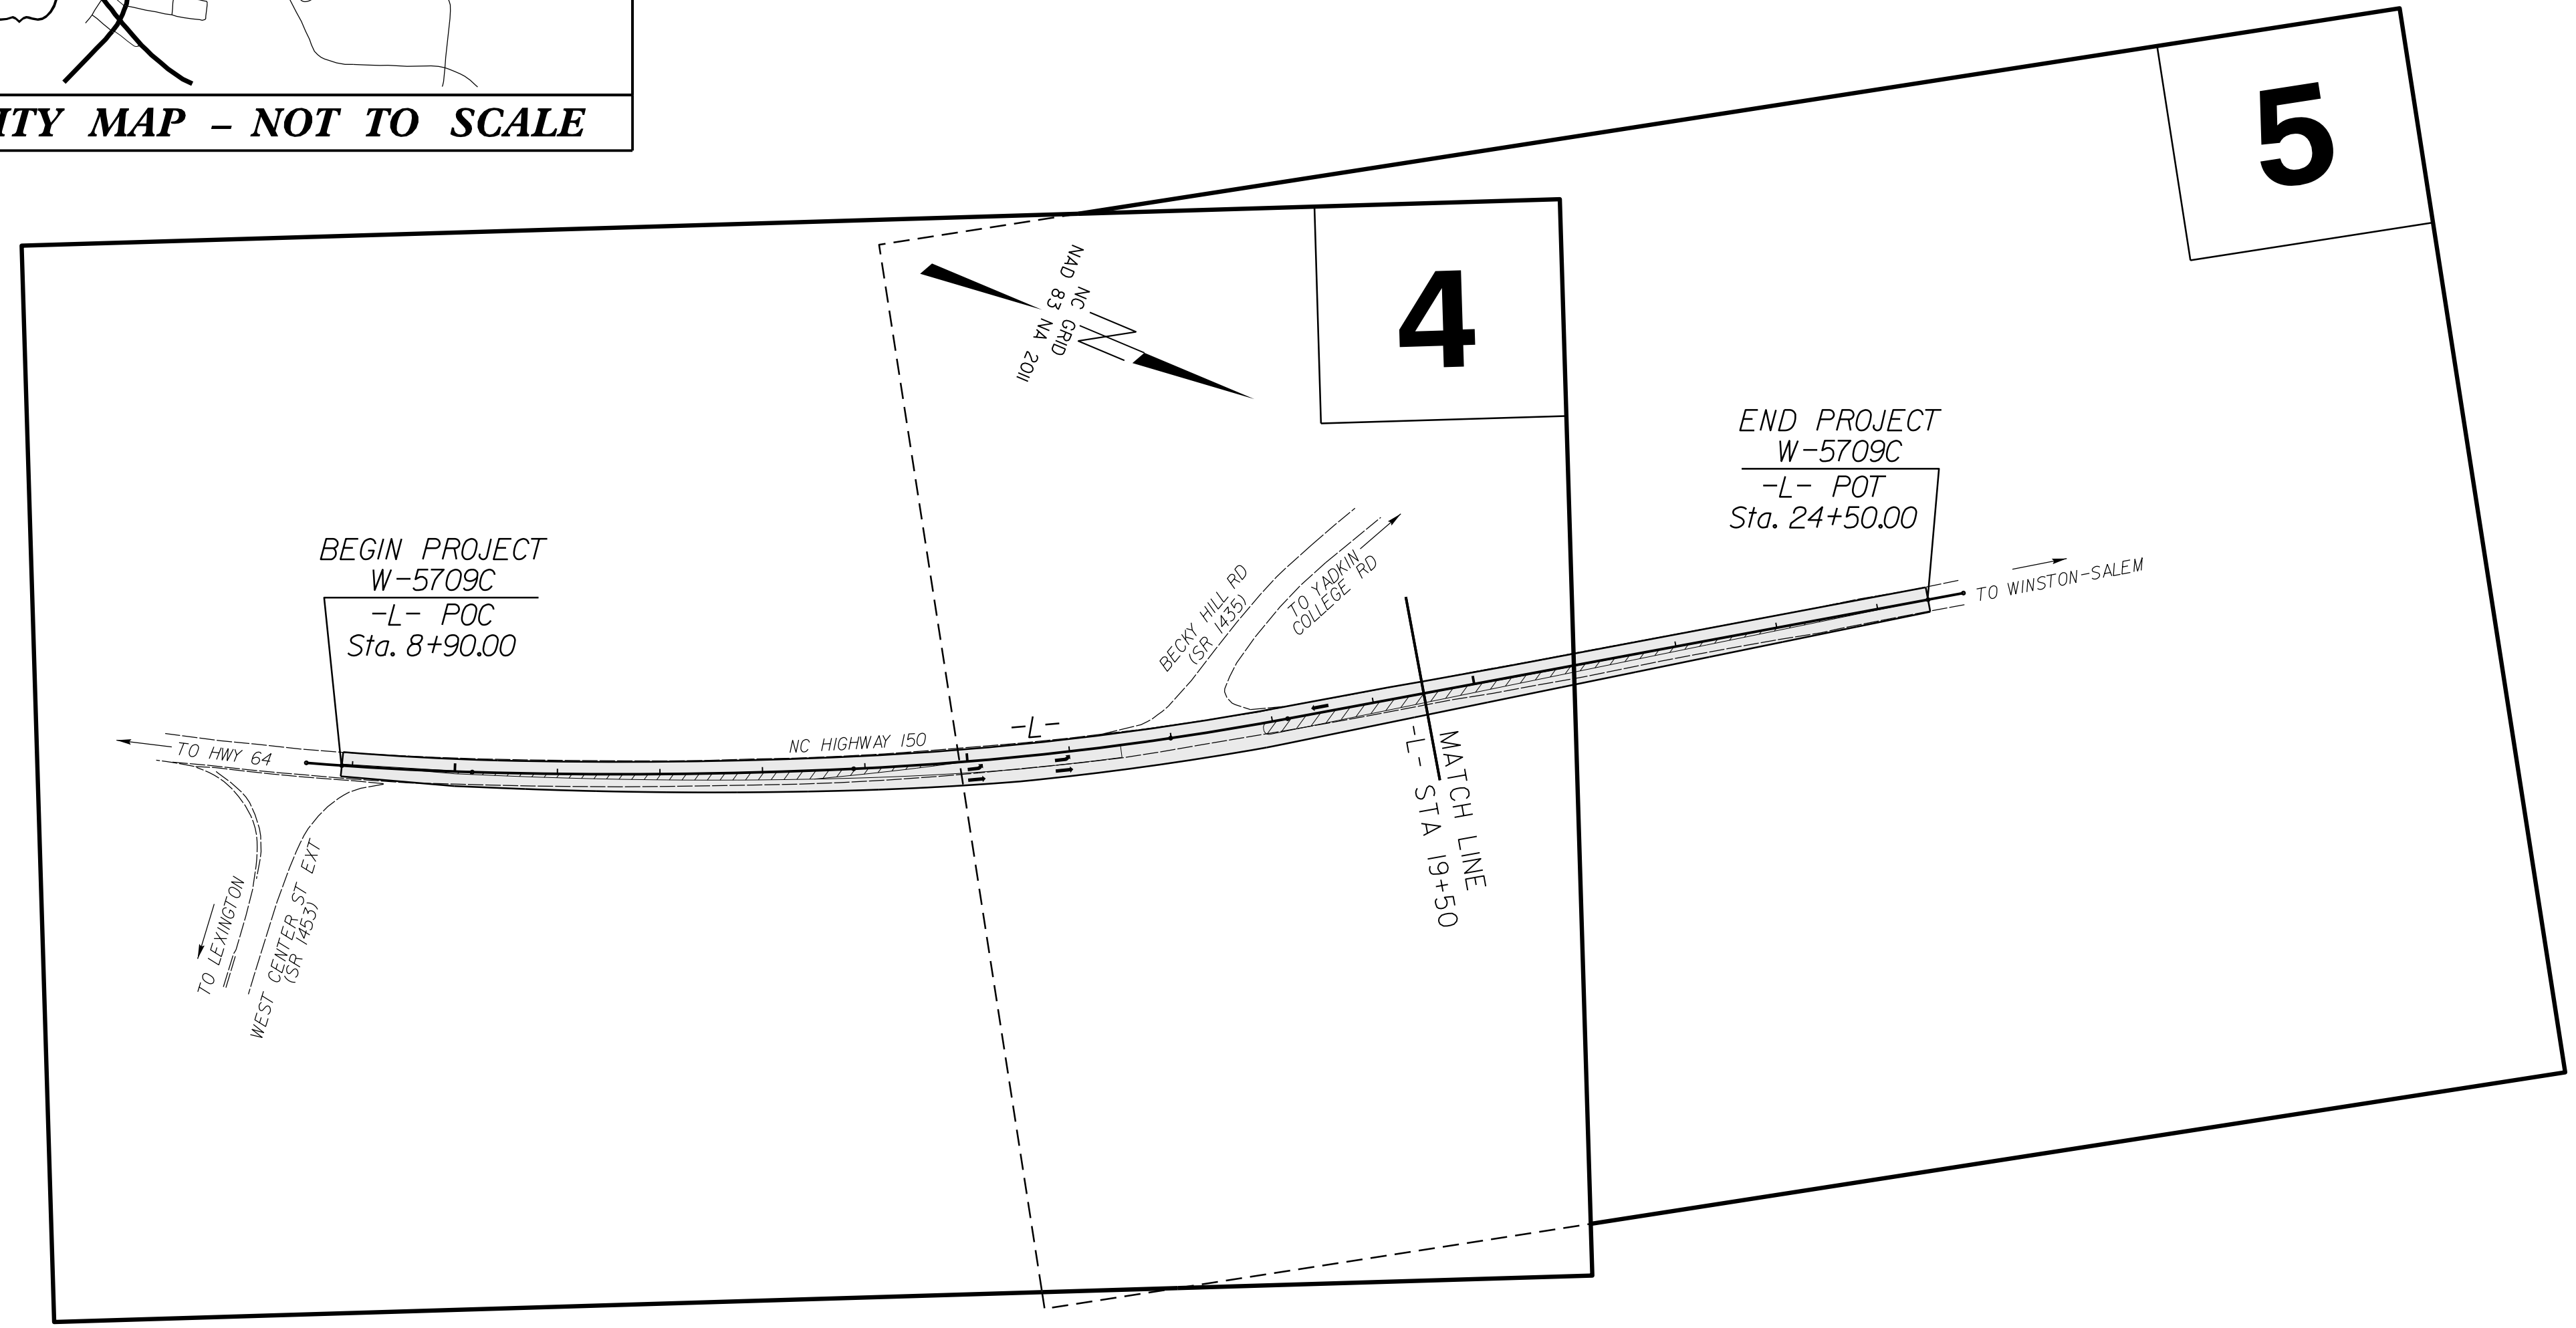 MAP – NOT TO SCALE
5
4
NC GRID
NAD 83 NA 2011
END PROJECT
W-5709C
-L- POT
Sta. 24+50.00
BEGIN PROJECT
W-5709C
-L- POC
Sta. 8+90.00
BECKY HILL RD
(SR 1435)
TO YADKIN
COLLEGE RD
TO WINSTON-SALEM
-L-
NC HIGHWAY 150
TO HWY 64
MATCH LINE
-L- STA 19+50
TO LEXINGTON
WEST CENTER ST EXT
(SR 1453)